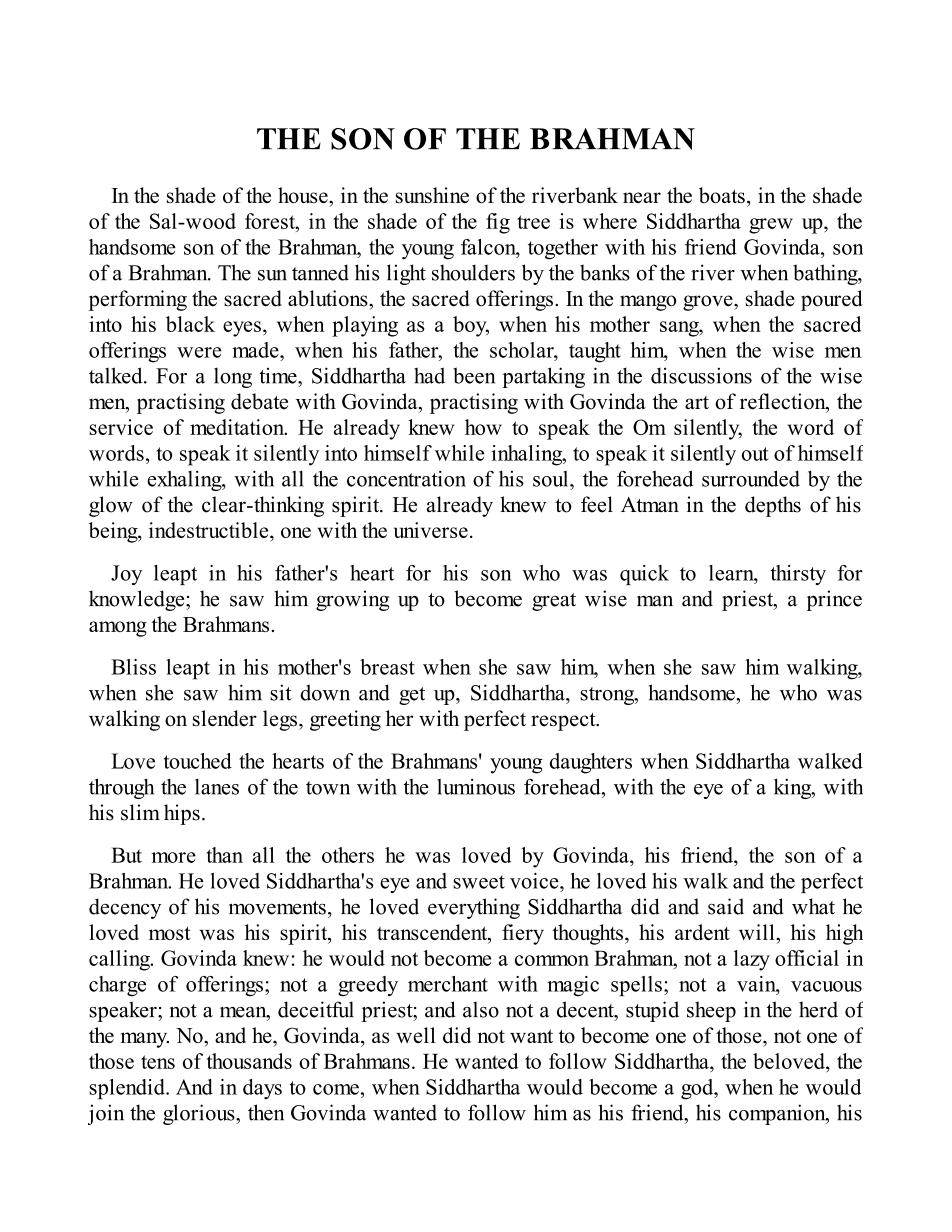 THE SON OF THE BRAHMAN
In the shade of the house, in the sunshine of the riverbank near the boats, in the shade
of the Sal-wood forest, in the shade of the fig tree is where Siddhartha grew up, the
handsome son of the Brahman, the young falcon, together with his friend Govinda, son
of a Brahman. The sun tanned his light shoulders by the banks of the river when bathing,
performing the sacred ablutions, the sacred offerings. In the mango grove, shade poured
into his black eyes, when playing as a boy, when his mother sang, when the sacred
offerings were made, when his father, the scholar, taught him, when the wise men
talked. For a long time, Siddhartha had been partaking in the discussions of the wise
men, practising debate with Govinda, practising with Govinda the art of reflection, the
service of meditation. He already knew how to speak the Om silently, the word of
words, to speak it silently into himself while inhaling, to speak it silently out of himself
while exhaling, with all the concentration of his soul, the forehead surrounded by the
glow of the clear-thinking spirit. He already knew to feel Atman in the depths of his
being, indestructible, one with the universe.
Joy leapt in his father's heart for his son who was quick to learn, thirsty for
knowledge; he saw him growing up to become great wise man and priest, a prince
among the Brahmans.
Bliss leapt in his mother's breast when she saw him, when she saw him walking,
when she saw him sit down and get up, Siddhartha, strong, handsome, he who was
walking on slender legs, greeting her with perfect respect.
Love touched the hearts of the Brahmans' young daughters when Siddhartha walked
through the lanes of the town with the luminous forehead, with the eye of a king, with
his slim hips.
But more than all the others he was loved by Govinda, his friend, the son of a
Brahman. He loved Siddhartha's eye and sweet voice, he loved his walk and the perfect
decency of his movements, he loved everything Siddhartha did and said and what he
loved most was his spirit, his transcendent, fiery thoughts, his ardent will, his high
calling. Govinda knew: he would not become a common Brahman, not a lazy official in
charge of offerings; not a greedy merchant with magic spells; not a vain, vacuous
speaker; not a mean, deceitful priest; and also not a decent, stupid sheep in the herd of
the many. No, and he, Govinda, as well did not want to become one of those, not one of
those tens of thousands of Brahmans. He wanted to follow Siddhartha, the beloved, the
splendid. And in days to come, when Siddhartha would become a god, when he would
join the glorious, then Govinda wanted to follow him as his friend, his companion, his